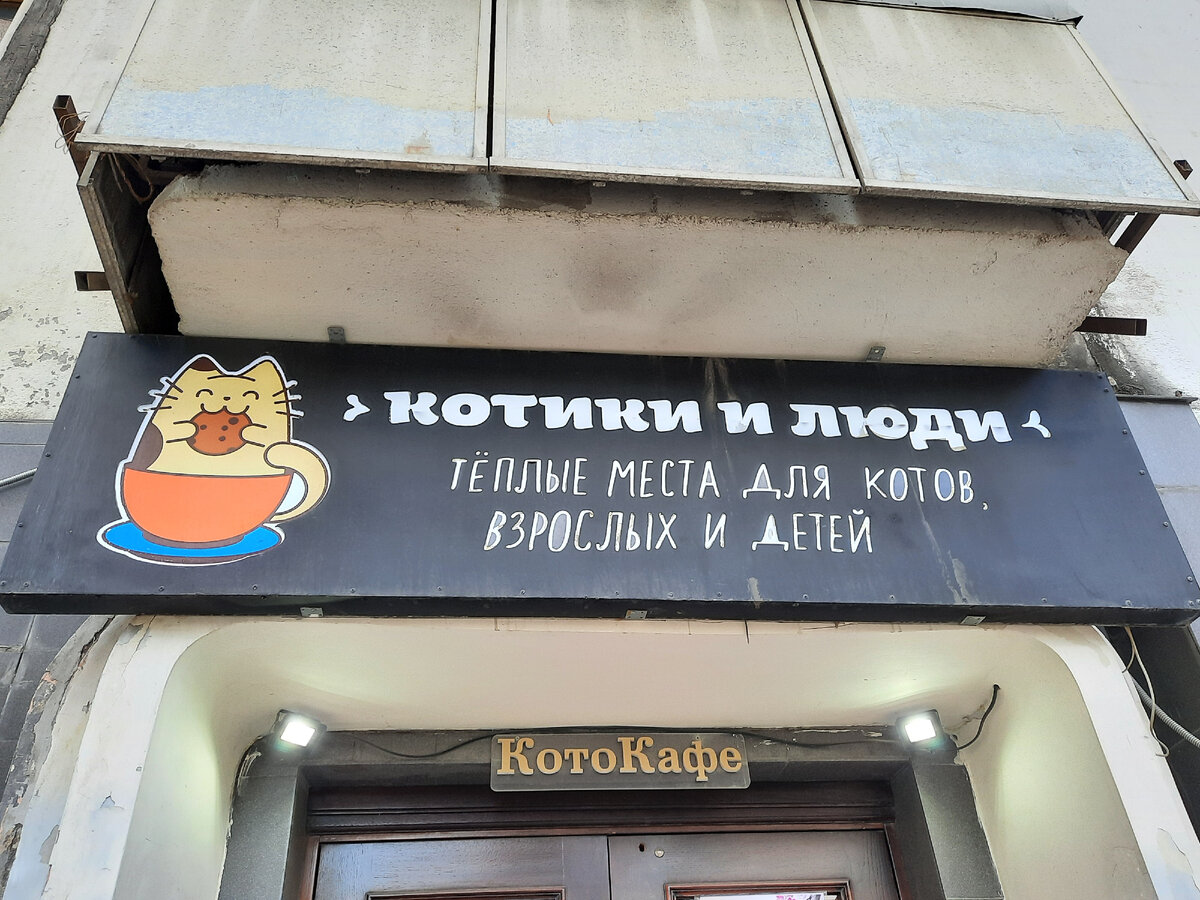 КОТИКИ И ЛЮДИ
ТЁПЛЫЕ МЕСТА ДЛЯ КОТОВ,
ВЗРОСЛЫХ И ДЕТЕЙ
КотоКафе